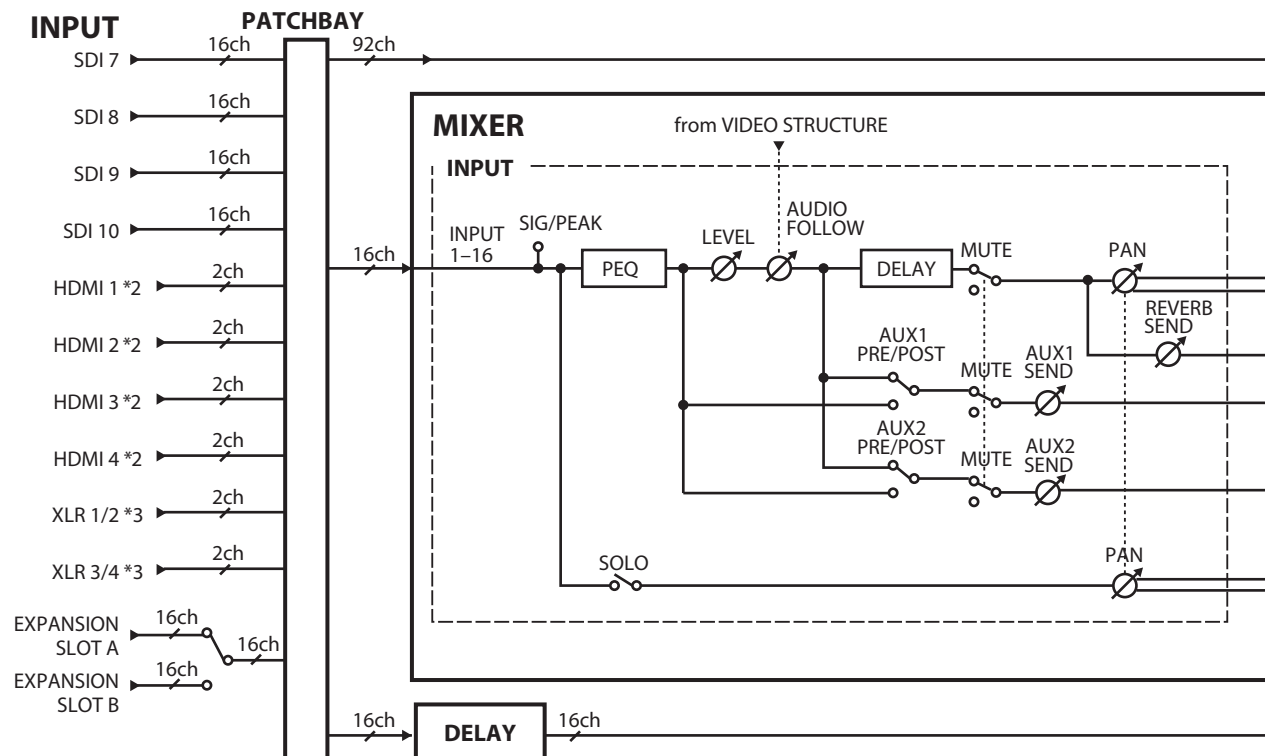 INPUT
PATCHBAY
SDI 7
16ch
92ch
SDI 8
16ch
SDI 9
16ch
SDI 10
16ch
HDMI 1 *2
2ch
HDMI 2 *2
2ch
HDMI 3 *2
2ch
HDMI 4 *2
2ch
XLR 1/2 *3
2ch
XLR 3/4 *3
2ch
EXPANSION
SLOT A
16ch
16ch
EXPANSION
SLOT B
16ch
MIXER
from VIDEO STRUCTURE
INPUT
16ch
INPUT
1–16
SIG/PEAK
PEQ
LEVEL
AUDIO
FOLLOW
DELAY
MUTE
PAN
REVERB
SEND
AUX1
PRE/POST
MUTE
AUX1
SEND
AUX2
PRE/POST
MUTE
AUX2
SEND
SOLO
PAN
16ch
DELAY
16ch